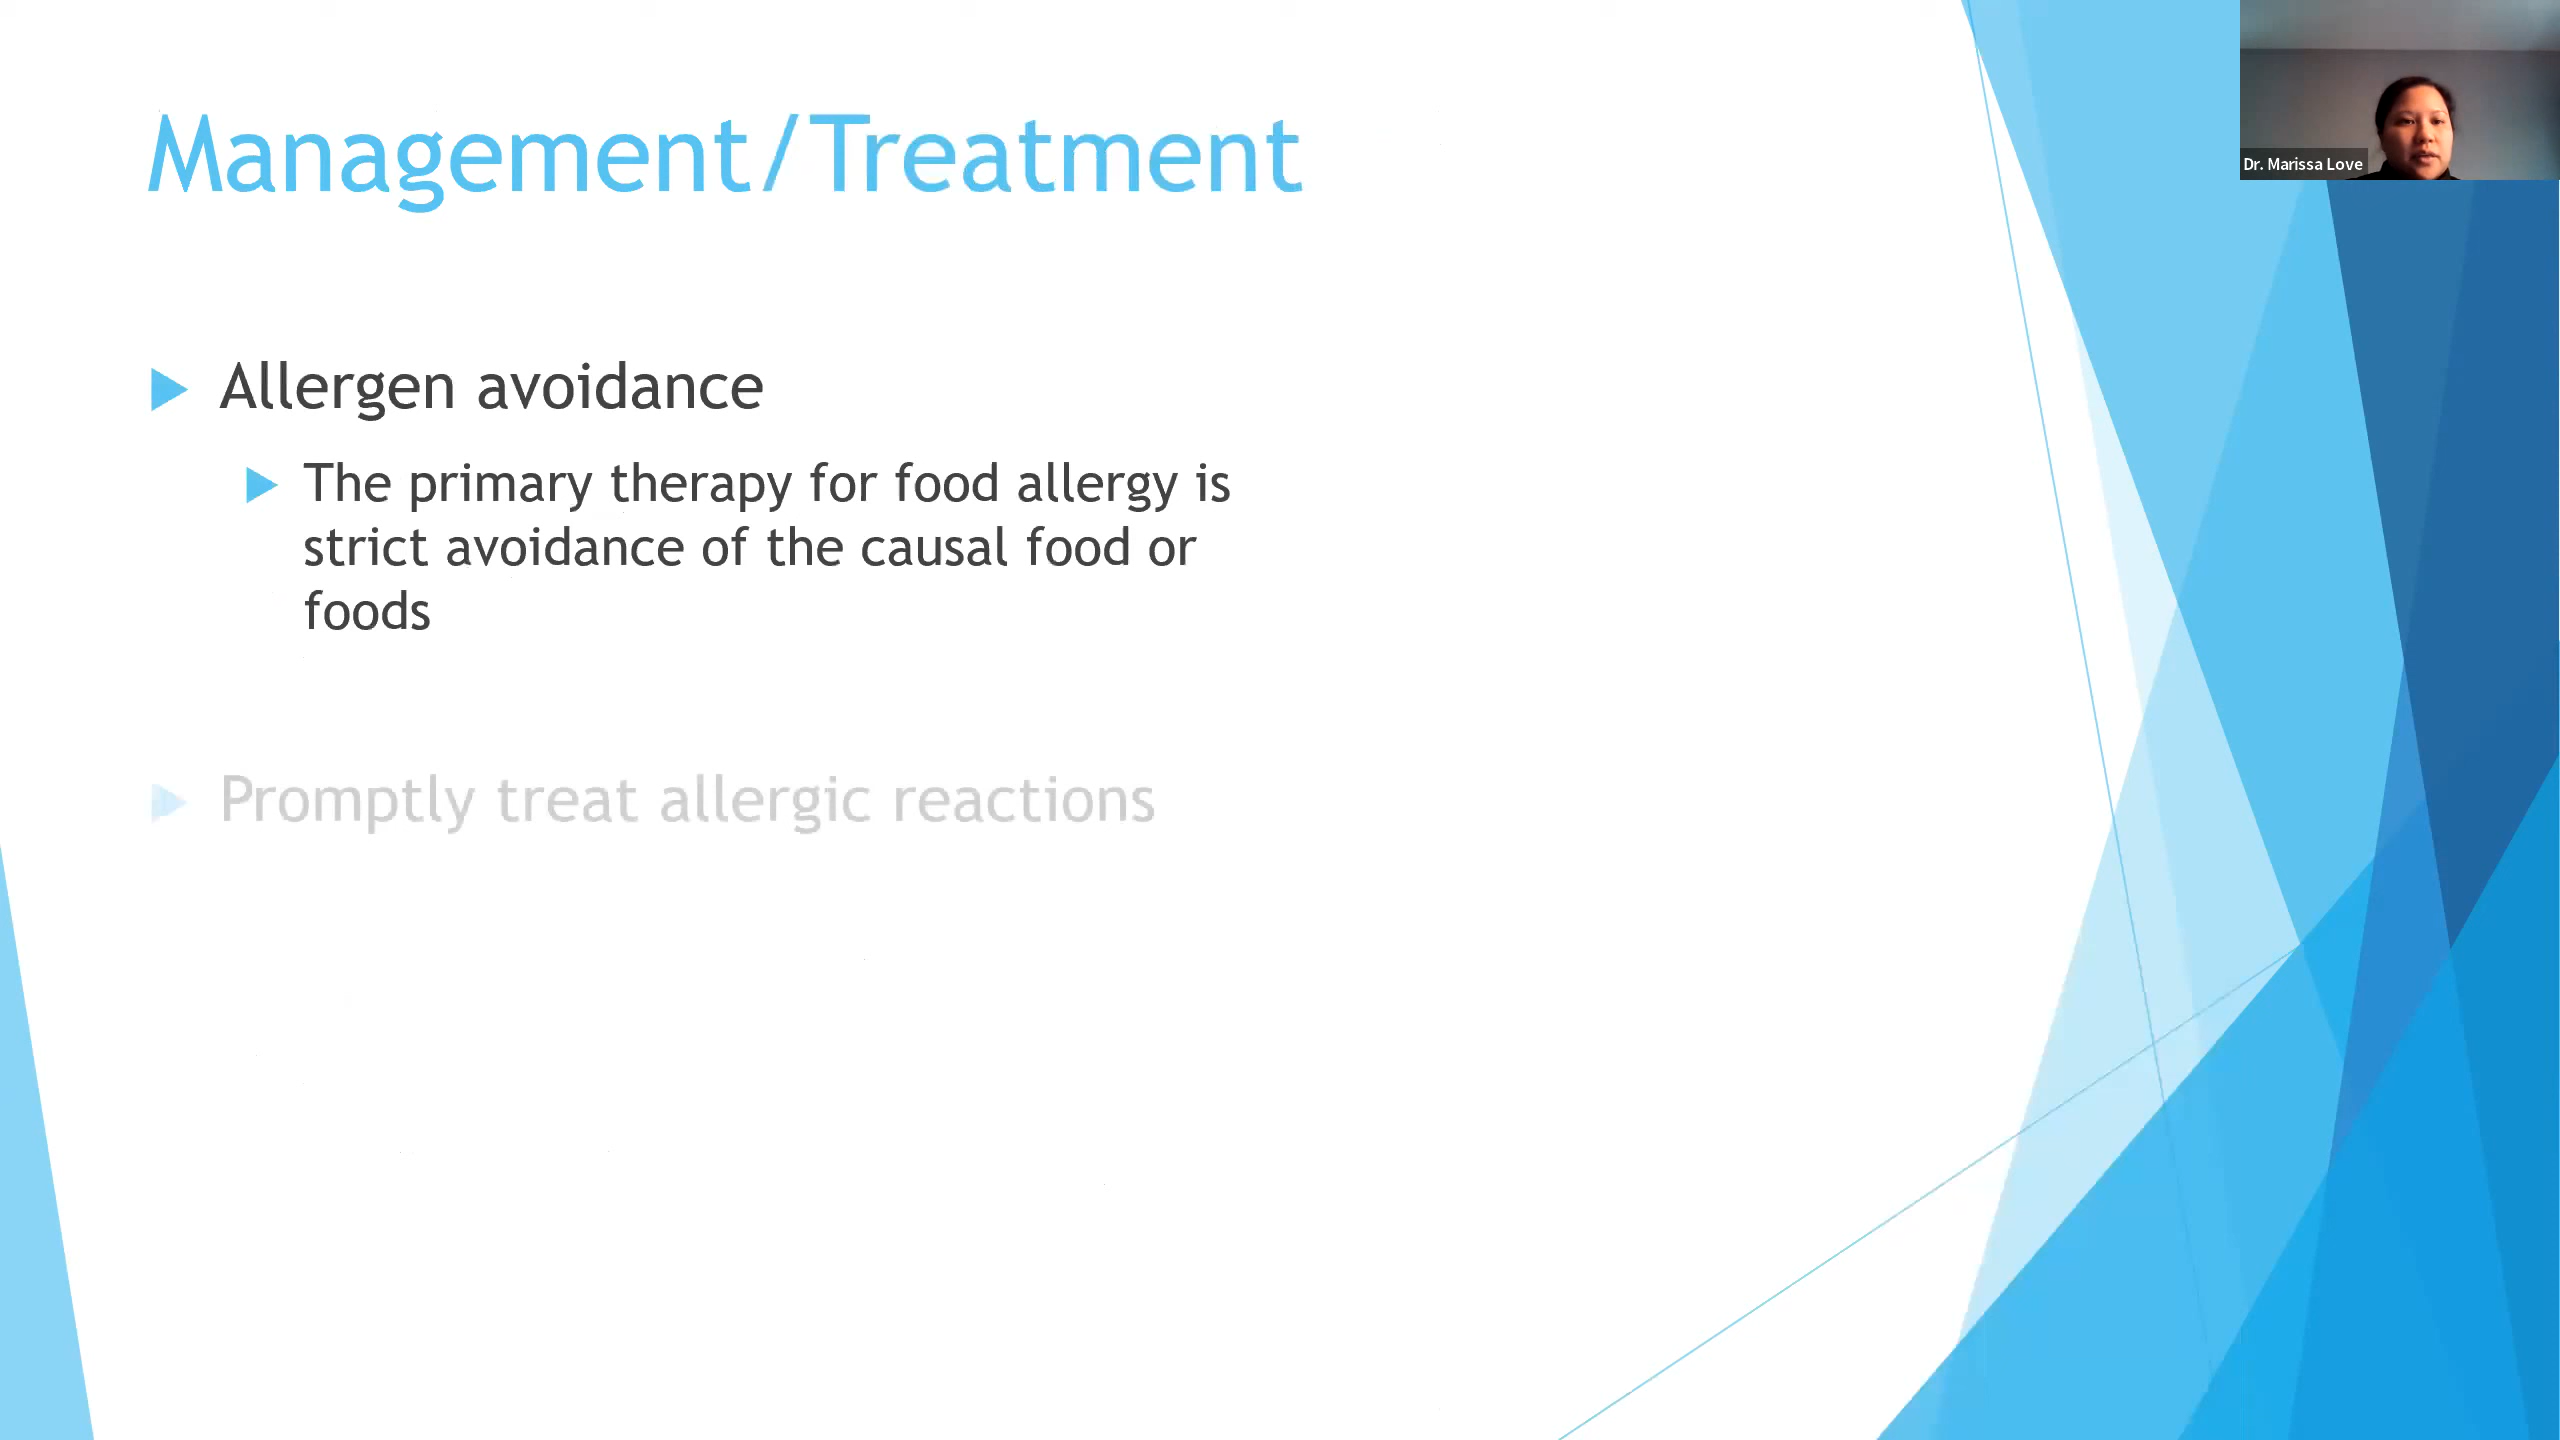 Management/Treatment
Dr. Marissa Love
Allergen avoidance
The primary therapy for food allergy is
strict avoidance of the causal food or
foods
Promptly treat allergic reactions